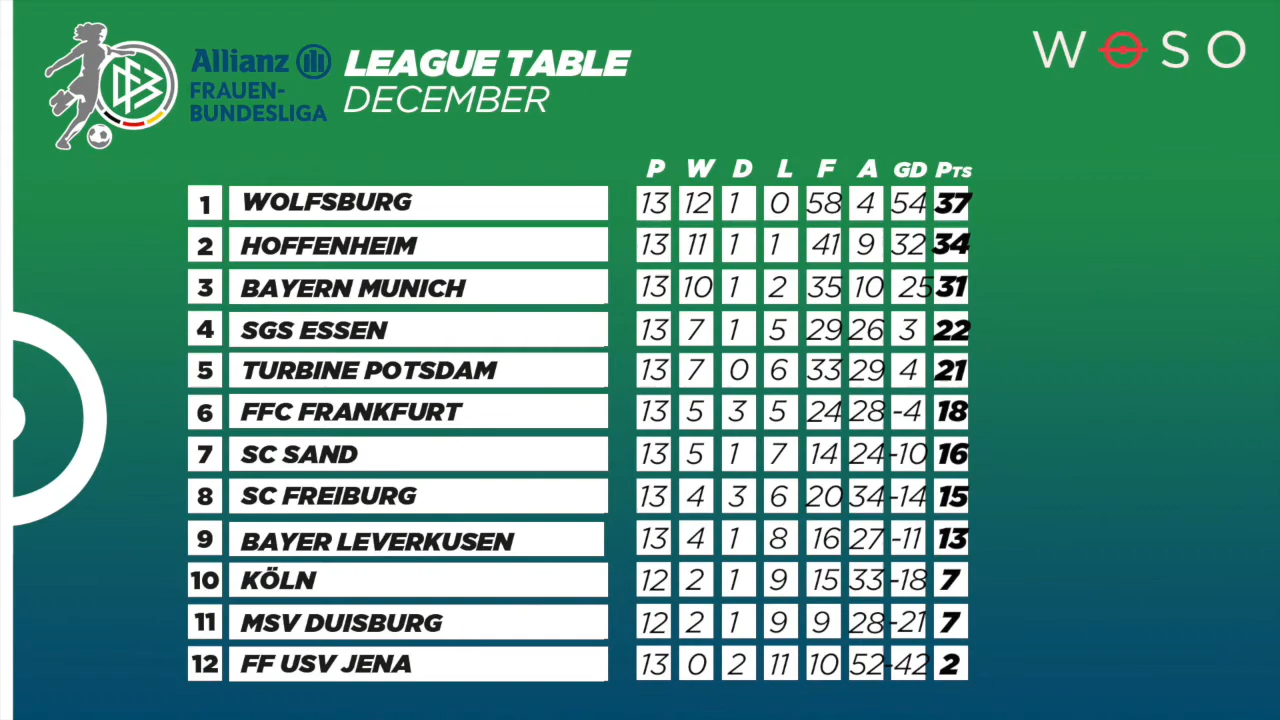 DFB
Allianz
FRAUEN-
BUNDESLIGA
LEAGUE TABLE
DECEMBER
WOSO
P W D L F A GD PTS
1 WOLFSBURG 13 12 1 0 58 4 54 37
2 HOFFENHEIM 13 11 1 1 41 9 32 34
3 BAYERN MUNICH 13 10 1 2 35 10 25 31
4 SGS ESSEN 13 7 1 5 29 26 3 22
5 TURBINE POTSDAM 13 7 0 6 33 29 4 21
6 FFC FRANKFURT 13 5 3 5 24 28 -4 18
7 SC SAND 13 5 1 7 14 24 -10 16
8 SC FREIBURG 13 4 3 6 20 34 -14 15
9 BAYER LEVERKUSEN 13 4 1 8 16 27 -11 13
10 KÖLN 12 2 1 9 15 33 -18 7
11 MSV DUISBURG 12 2 1 9 9 28 -21 7
12 FF USV JENA 13 0 2 11 10 52 -42 2